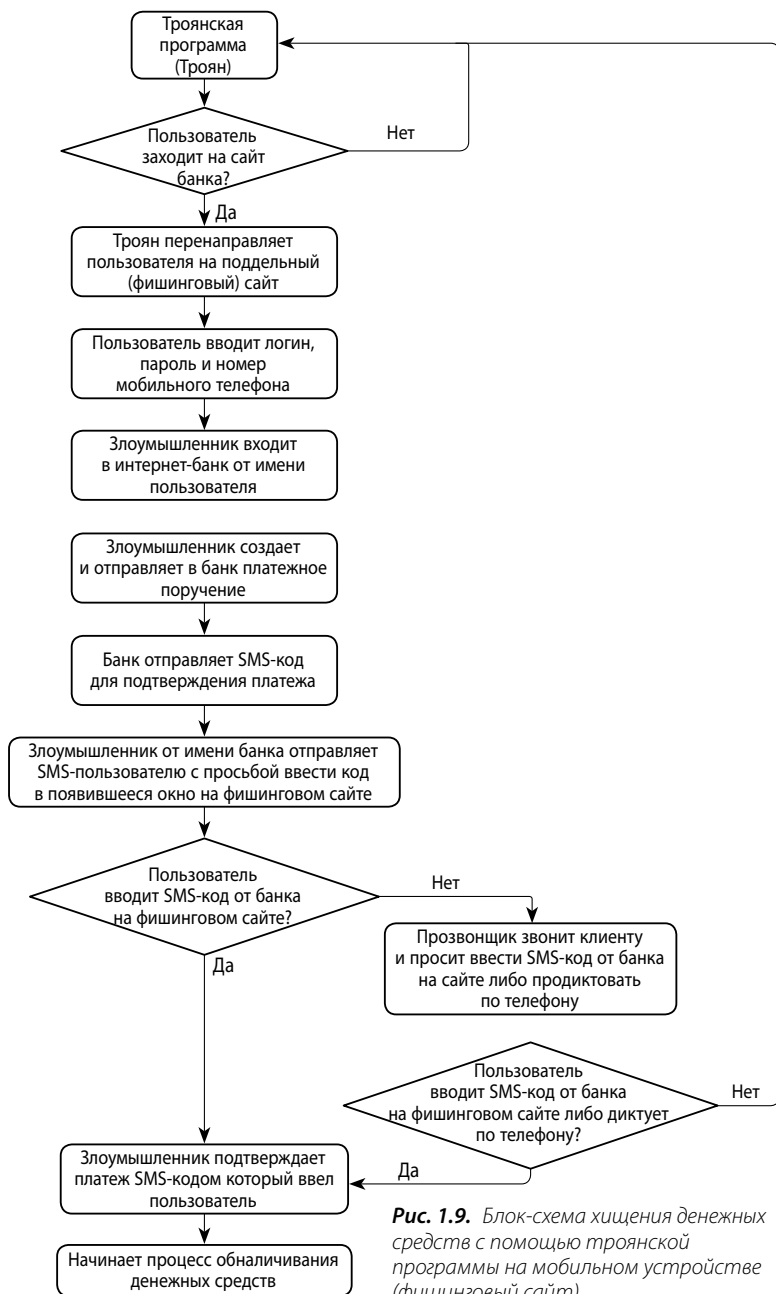 Троянская
программа
(Троян)
Пользователь
заходит на сайт
банка?
Нет
Да
Троян перенаправляет
пользователя на поддельный
(фишинговый) сайт
Пользователь вводит логин,
пароль и номер
мобильного телефона
Злоумышленник входит
в интернет-банк от имени
пользователя
Злоумышленник создает
и отправляет в банк платежное
поручение
Банк отправляет SMS-код
для подтверждения платежа
Злоумышленник от имени банка отправляет
SMS-пользователю с просьбой ввести код
в появившееся окно на фишинговом сайте
Пользователь
вводит SMS-код от банка
на фишинговом сайте?
Нет
Да
Прозвонщик звонит клиенту
и просит ввести SMS-код от банка
на сайте либо продиктовать
по телефону
Пользователь
вводит SMS-код от банка
на фишинговом сайте либо диктует
по телефону?
Нет
Да
Злоумышленник подтверждает
платеж SMS-кодом который ввел
пользователь
Начинает процесс обналичивания
денежных средств
Рис. 1.9. Блок-схема хищения денежных
средств с помощью троянской
программы на мобильном устройстве
(фишинговый сайт)